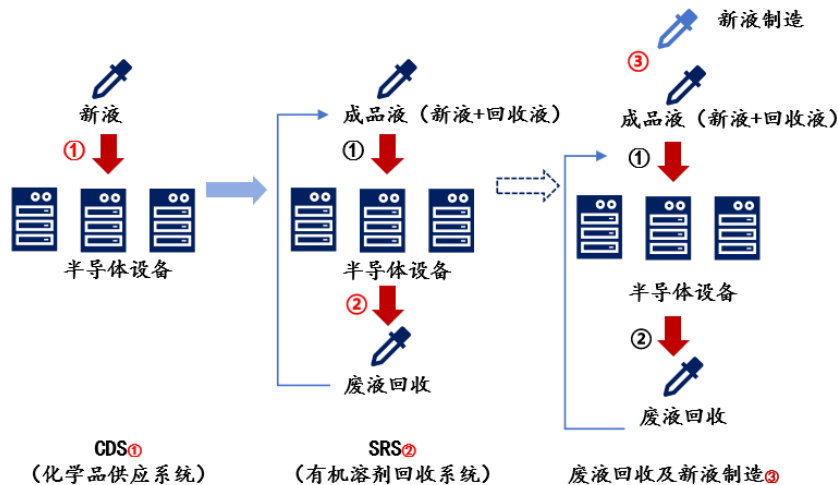 新液
①
半导体设备
CDS①
（化学品供应系统）
成品液（新液+回收液）
①
半导体设备
②
废液回收
SRS②
（有机溶剂回收系统）
新液制造
③
成品液（新液+回收液）
①
半导体设备
②
废液回收
废液回收及新液制造③